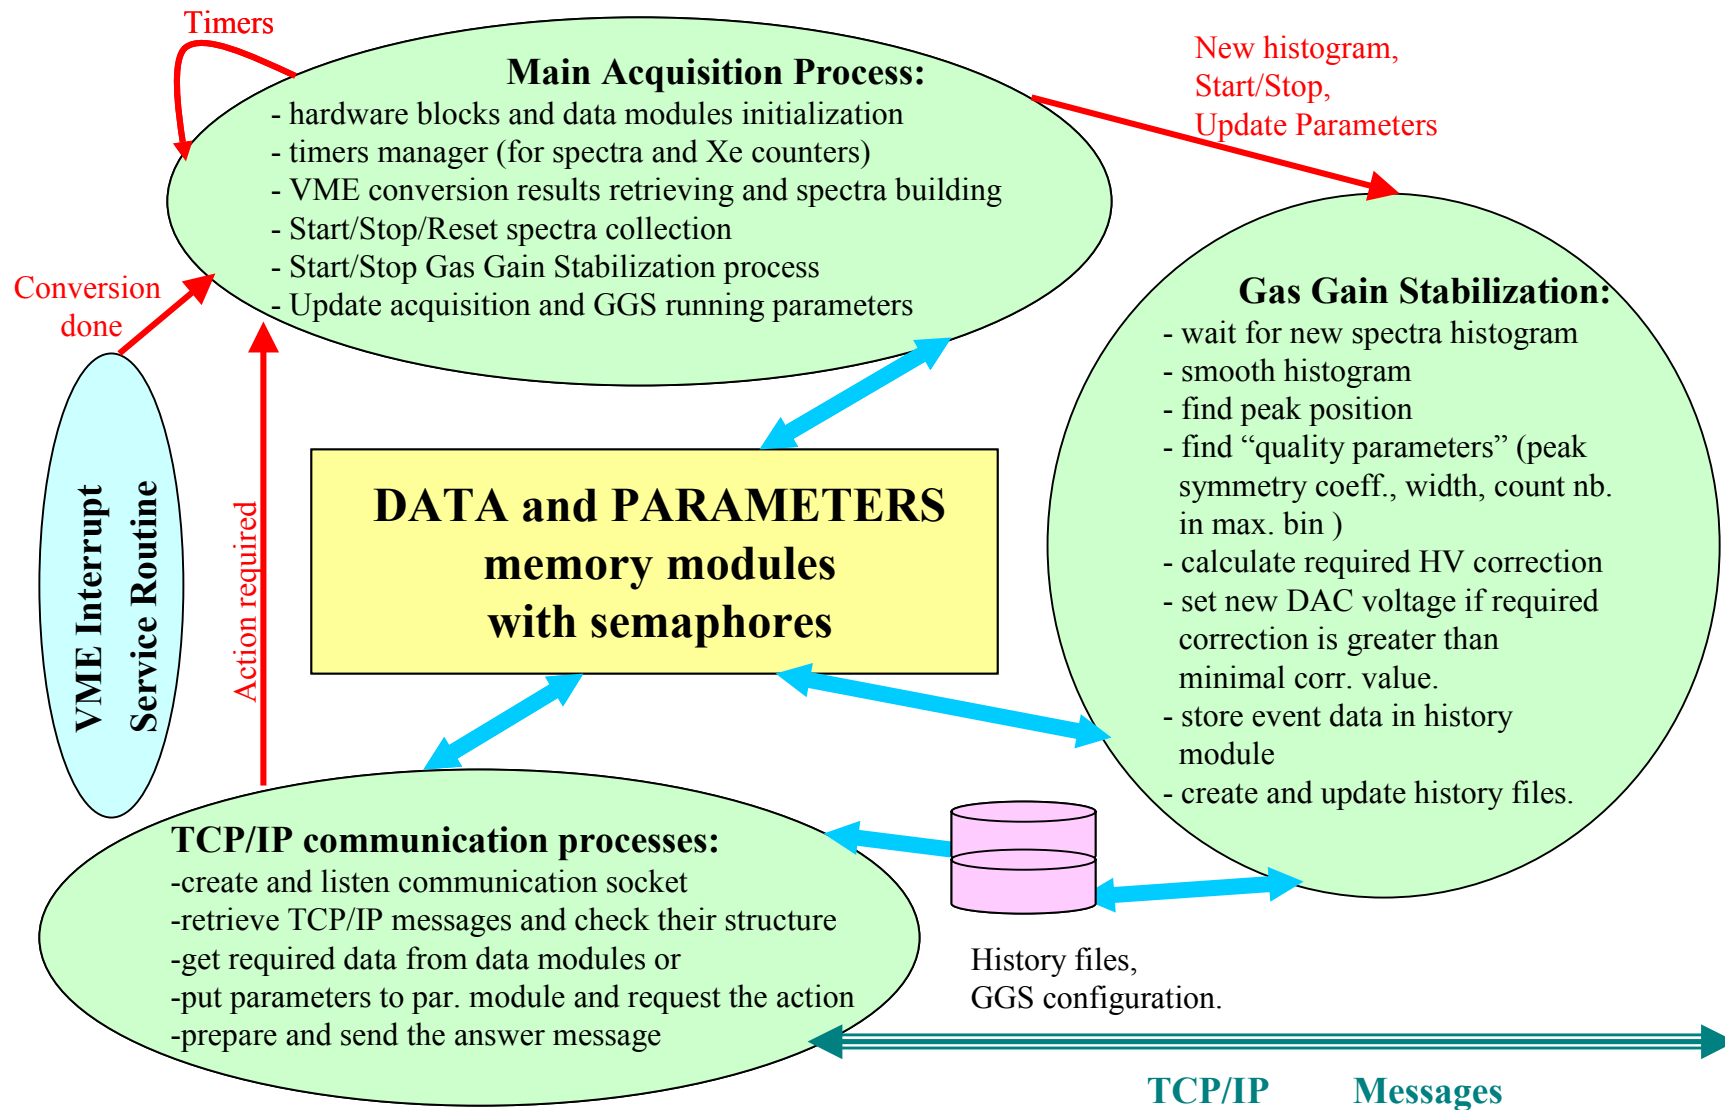 Timers
Main Acquisition Process:
- hardware blocks and data modules initialization
- timers manager (for spectra and Xe counters)
- VME conversion results retrieving and spectra building
- Start/Stop/Reset spectra collection
- Start/Stop Gas Gain Stabilization process
- Update acquisition and GGS running parameters
New histogram,
Start/Stop,
Update Parameters
Conversion
done
VME Interrupt
Service Routine
Action required
DATA and PARAMETERS
memory modules
with semaphores
Gas Gain Stabilization:
- wait for new spectra histogram
- smooth histogram
- find peak position
- find “quality parameters” (peak
symmetry coeff., width, count nb.
in max. bin )
- calculate required HV correction
- set new DAC voltage if required
correction is greater than
minimal corr. value.
- store event data in history
module
- create and update history files.
TCP/IP communication processes:
-create and listen communication socket
-retrieve TCP/IP messages and check their structure
-get required data from data modules or
-put parameters to par. module and request the action
-prepare and send the answer message
History files,
GGS configuration.
TCP/IP Messages